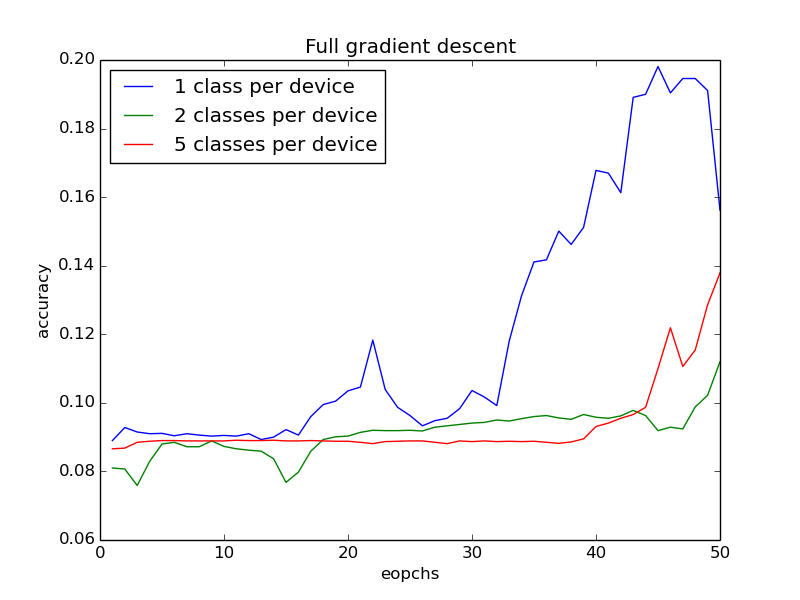 Full gradient descent
1 class per device
2 classes per device
5 classes per device
0.20
0.18
0.16
0.14
0.12
0.10
0.08
0.06
accuracy
0 10 20 30 40 50
eopchs